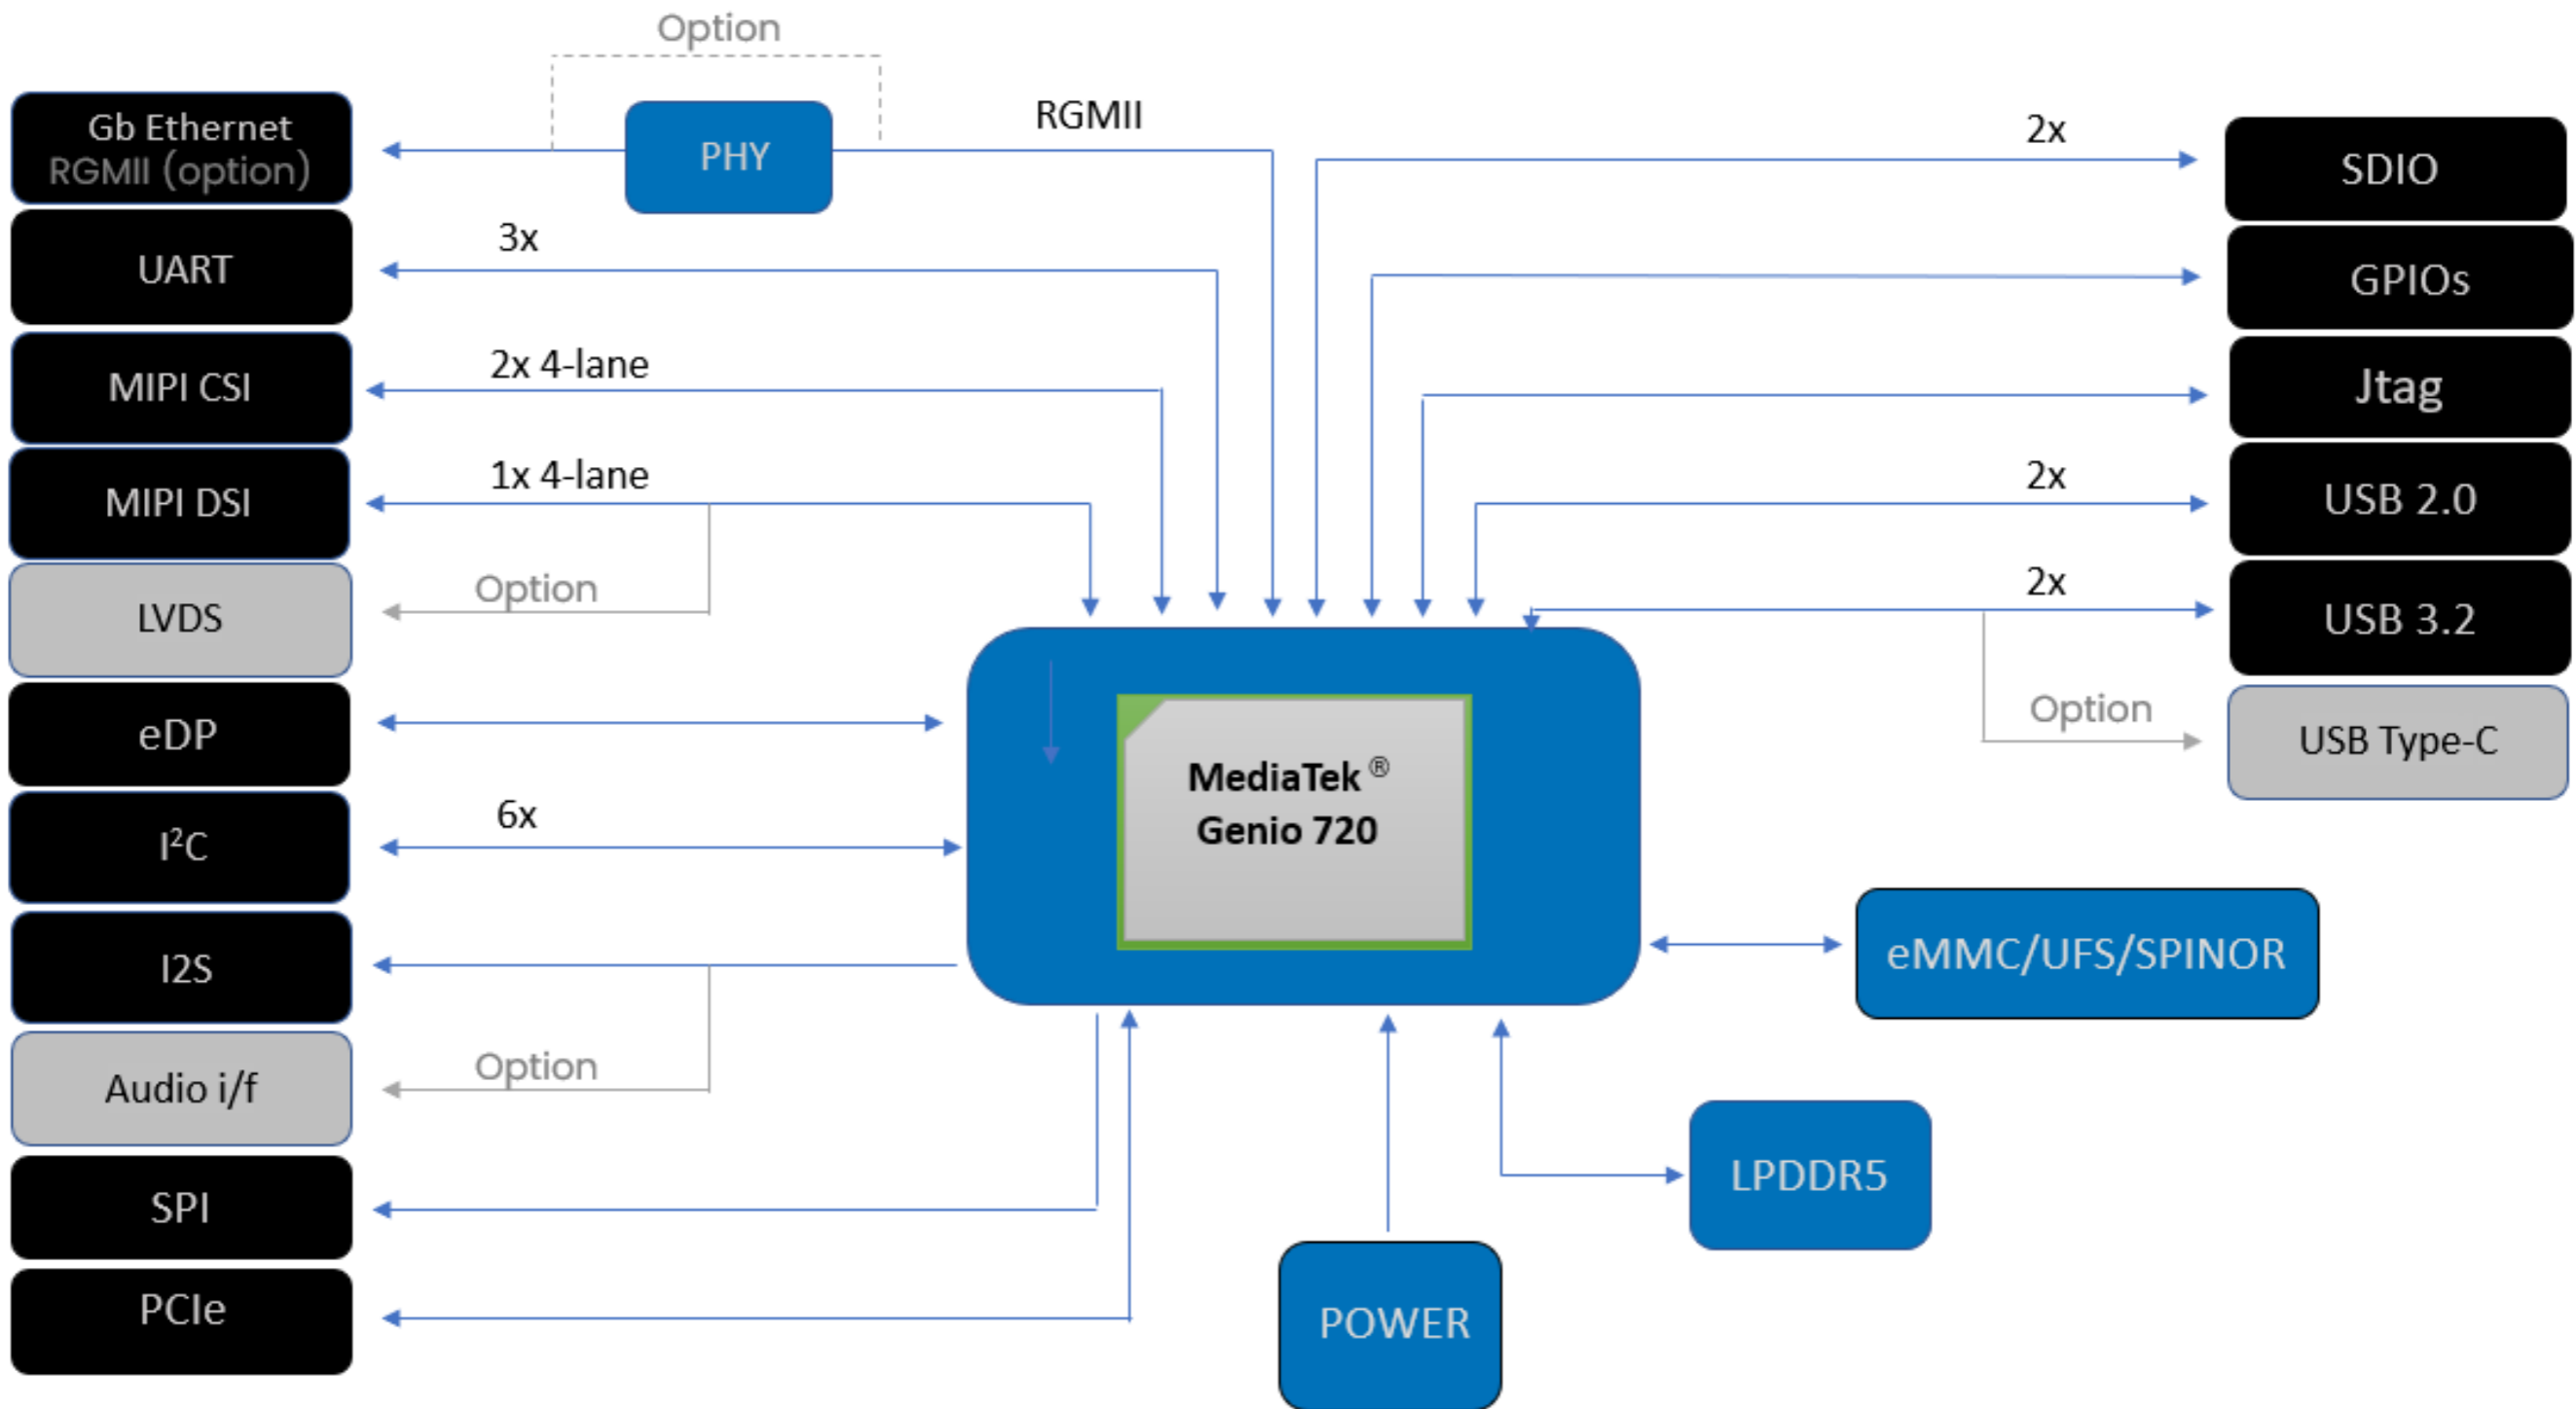 Option
Gb Ethernet
RGMII (option)
PHY
RGMII
2x
SDIO
UART
3x
GPIOs
MIPI CSI
2x 4-lane
Jtag
MIPI DSI
1x 4-lane
2x
USB 2.0
LVDS
Option
2x
USB 3.2
eDP
Option
USB Type-C
MediaTek ®
Genio 720
I²C
6x
I2S
eMMC/UFS/SPINOR
Audio i/f
Option
LPDDR5
SPI
PCIe
POWER